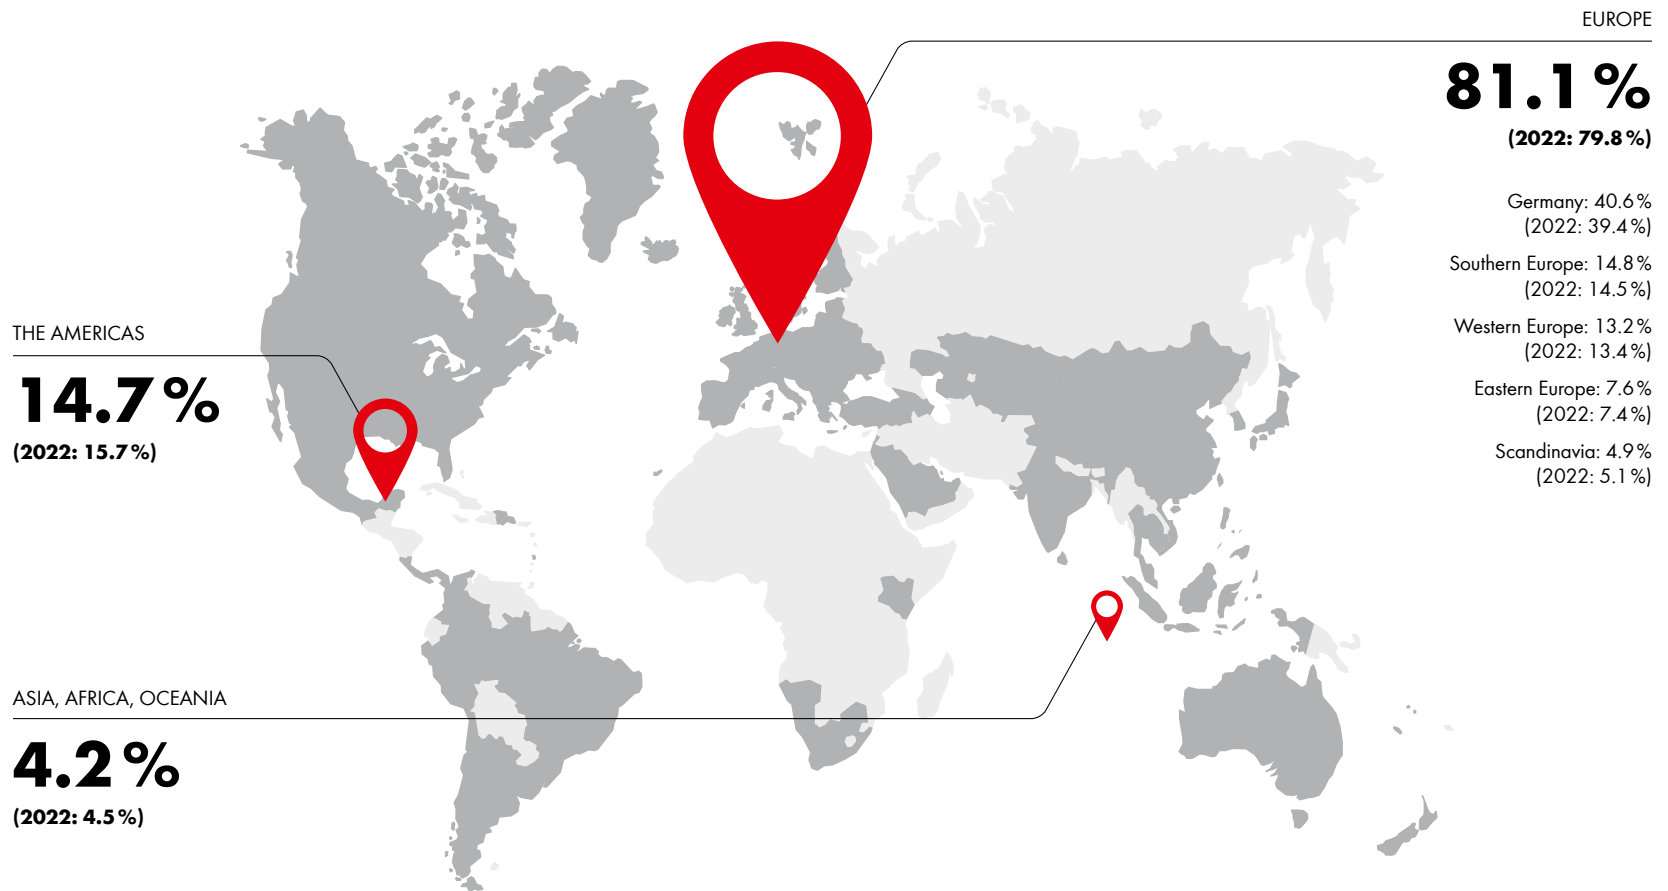 EUROPE
81.1 %
(2022: 79.8 %)
Germany: 40.6 %
(2022: 39.4 %)
Southern Europe: 14.8 %
(2022: 14.5 %)
Western Europe: 13.2 %
(2022: 13.4 %)
Eastern Europe: 7.6 %
(2022: 7.4 %)
Scandinavia: 4.9 %
(2022: 5.1 %)
THE AMERICAS
14.7 %
(2022: 15.7 %)
ASIA, AFRICA, OCEANIA
4.2 %
(2022: 4.5 %)